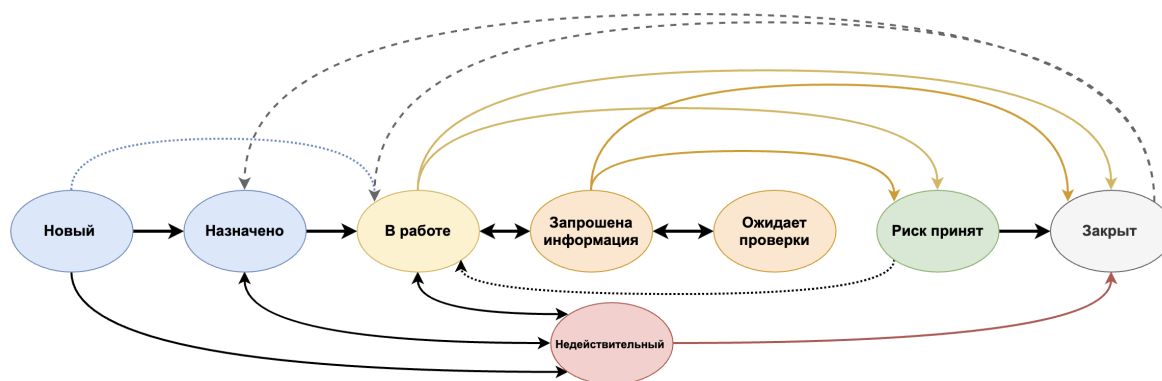 Новый
Назначено
В работе
Запрошена
информация
Ожидает
проверки
Риск принят
Закрыт
Недействительный